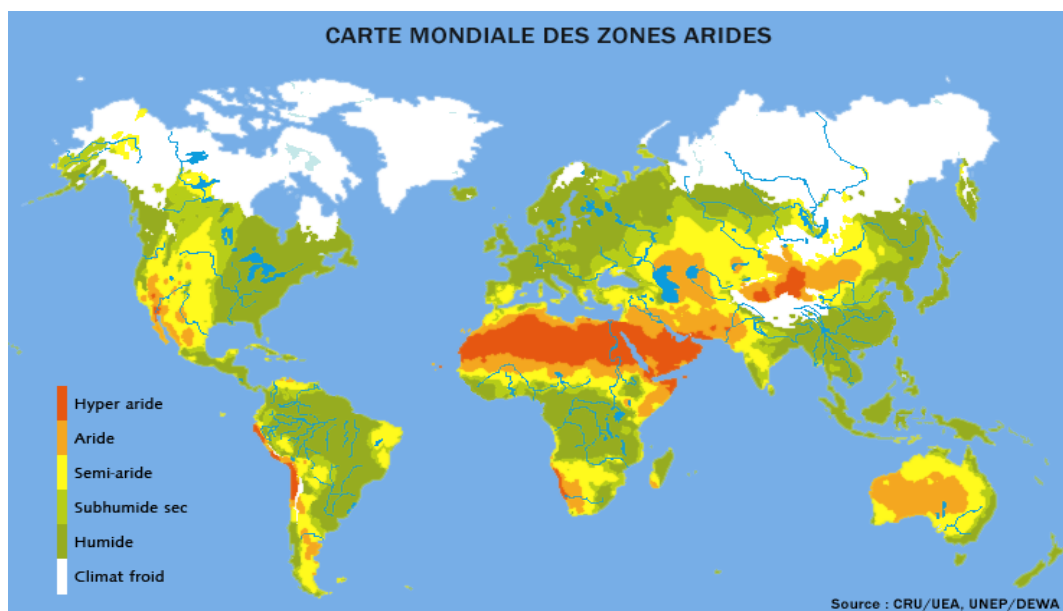 CARTE MONDIALE DES ZONES ARIDES
Hyper aride
Aride
Semi-aride
Subhumide sec
Humide
Climat froid
Source : CRU/UEA, UNEP/DEWA